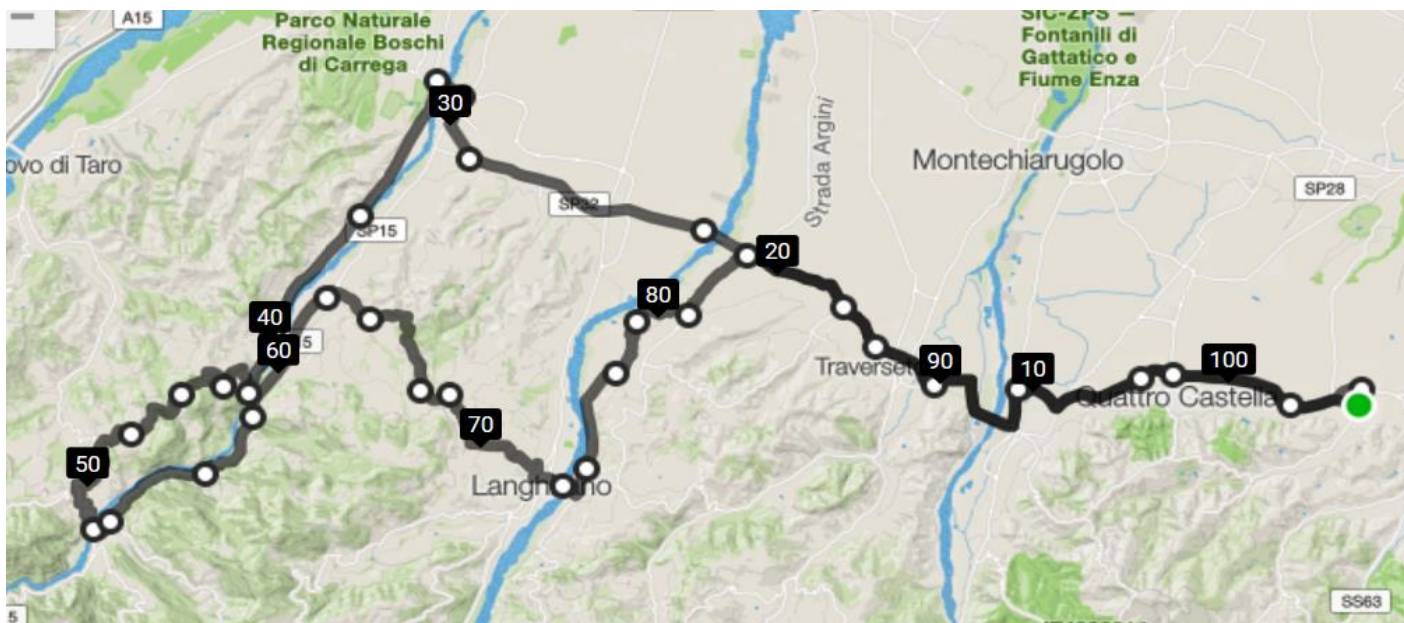 A15
Parco Naturale
Regionale Boschi
di Carrega
SIC-ZPS —
Fontanili di
Gattatico e
Fiume Enza
30
ovo di Taro
Montechiarugolo
SP28
Strada Argini
SP32
SP15
20
80
40
60
5
Traverset
90
10
100
Quattro Castella
70
50
Langhirano
SS63
5